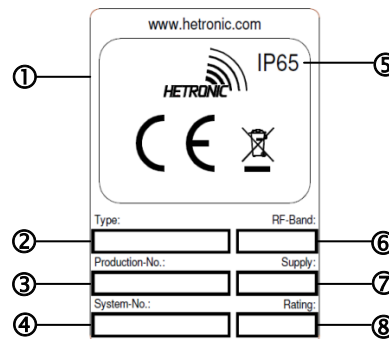 www.hetronic.com
① IP65 ⑤
HETRONIC
CE
Type: RF-Band:
② ⑥
Production-No.: Supply:
③ ⑦
System-No.: Rating:
④ ⑧